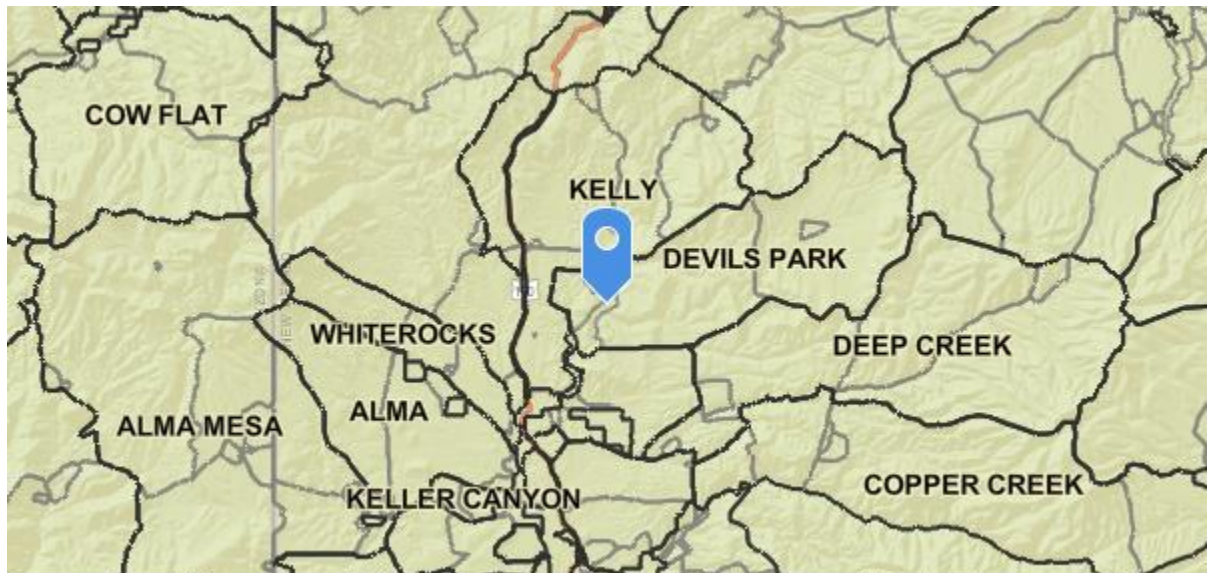 COW FLAT
KELLY
DEVILS PARK
WHITEROCKS
DEEP CREEK
ALMA
ALMA MESA
COPPER CREEK
KELLER CANYON